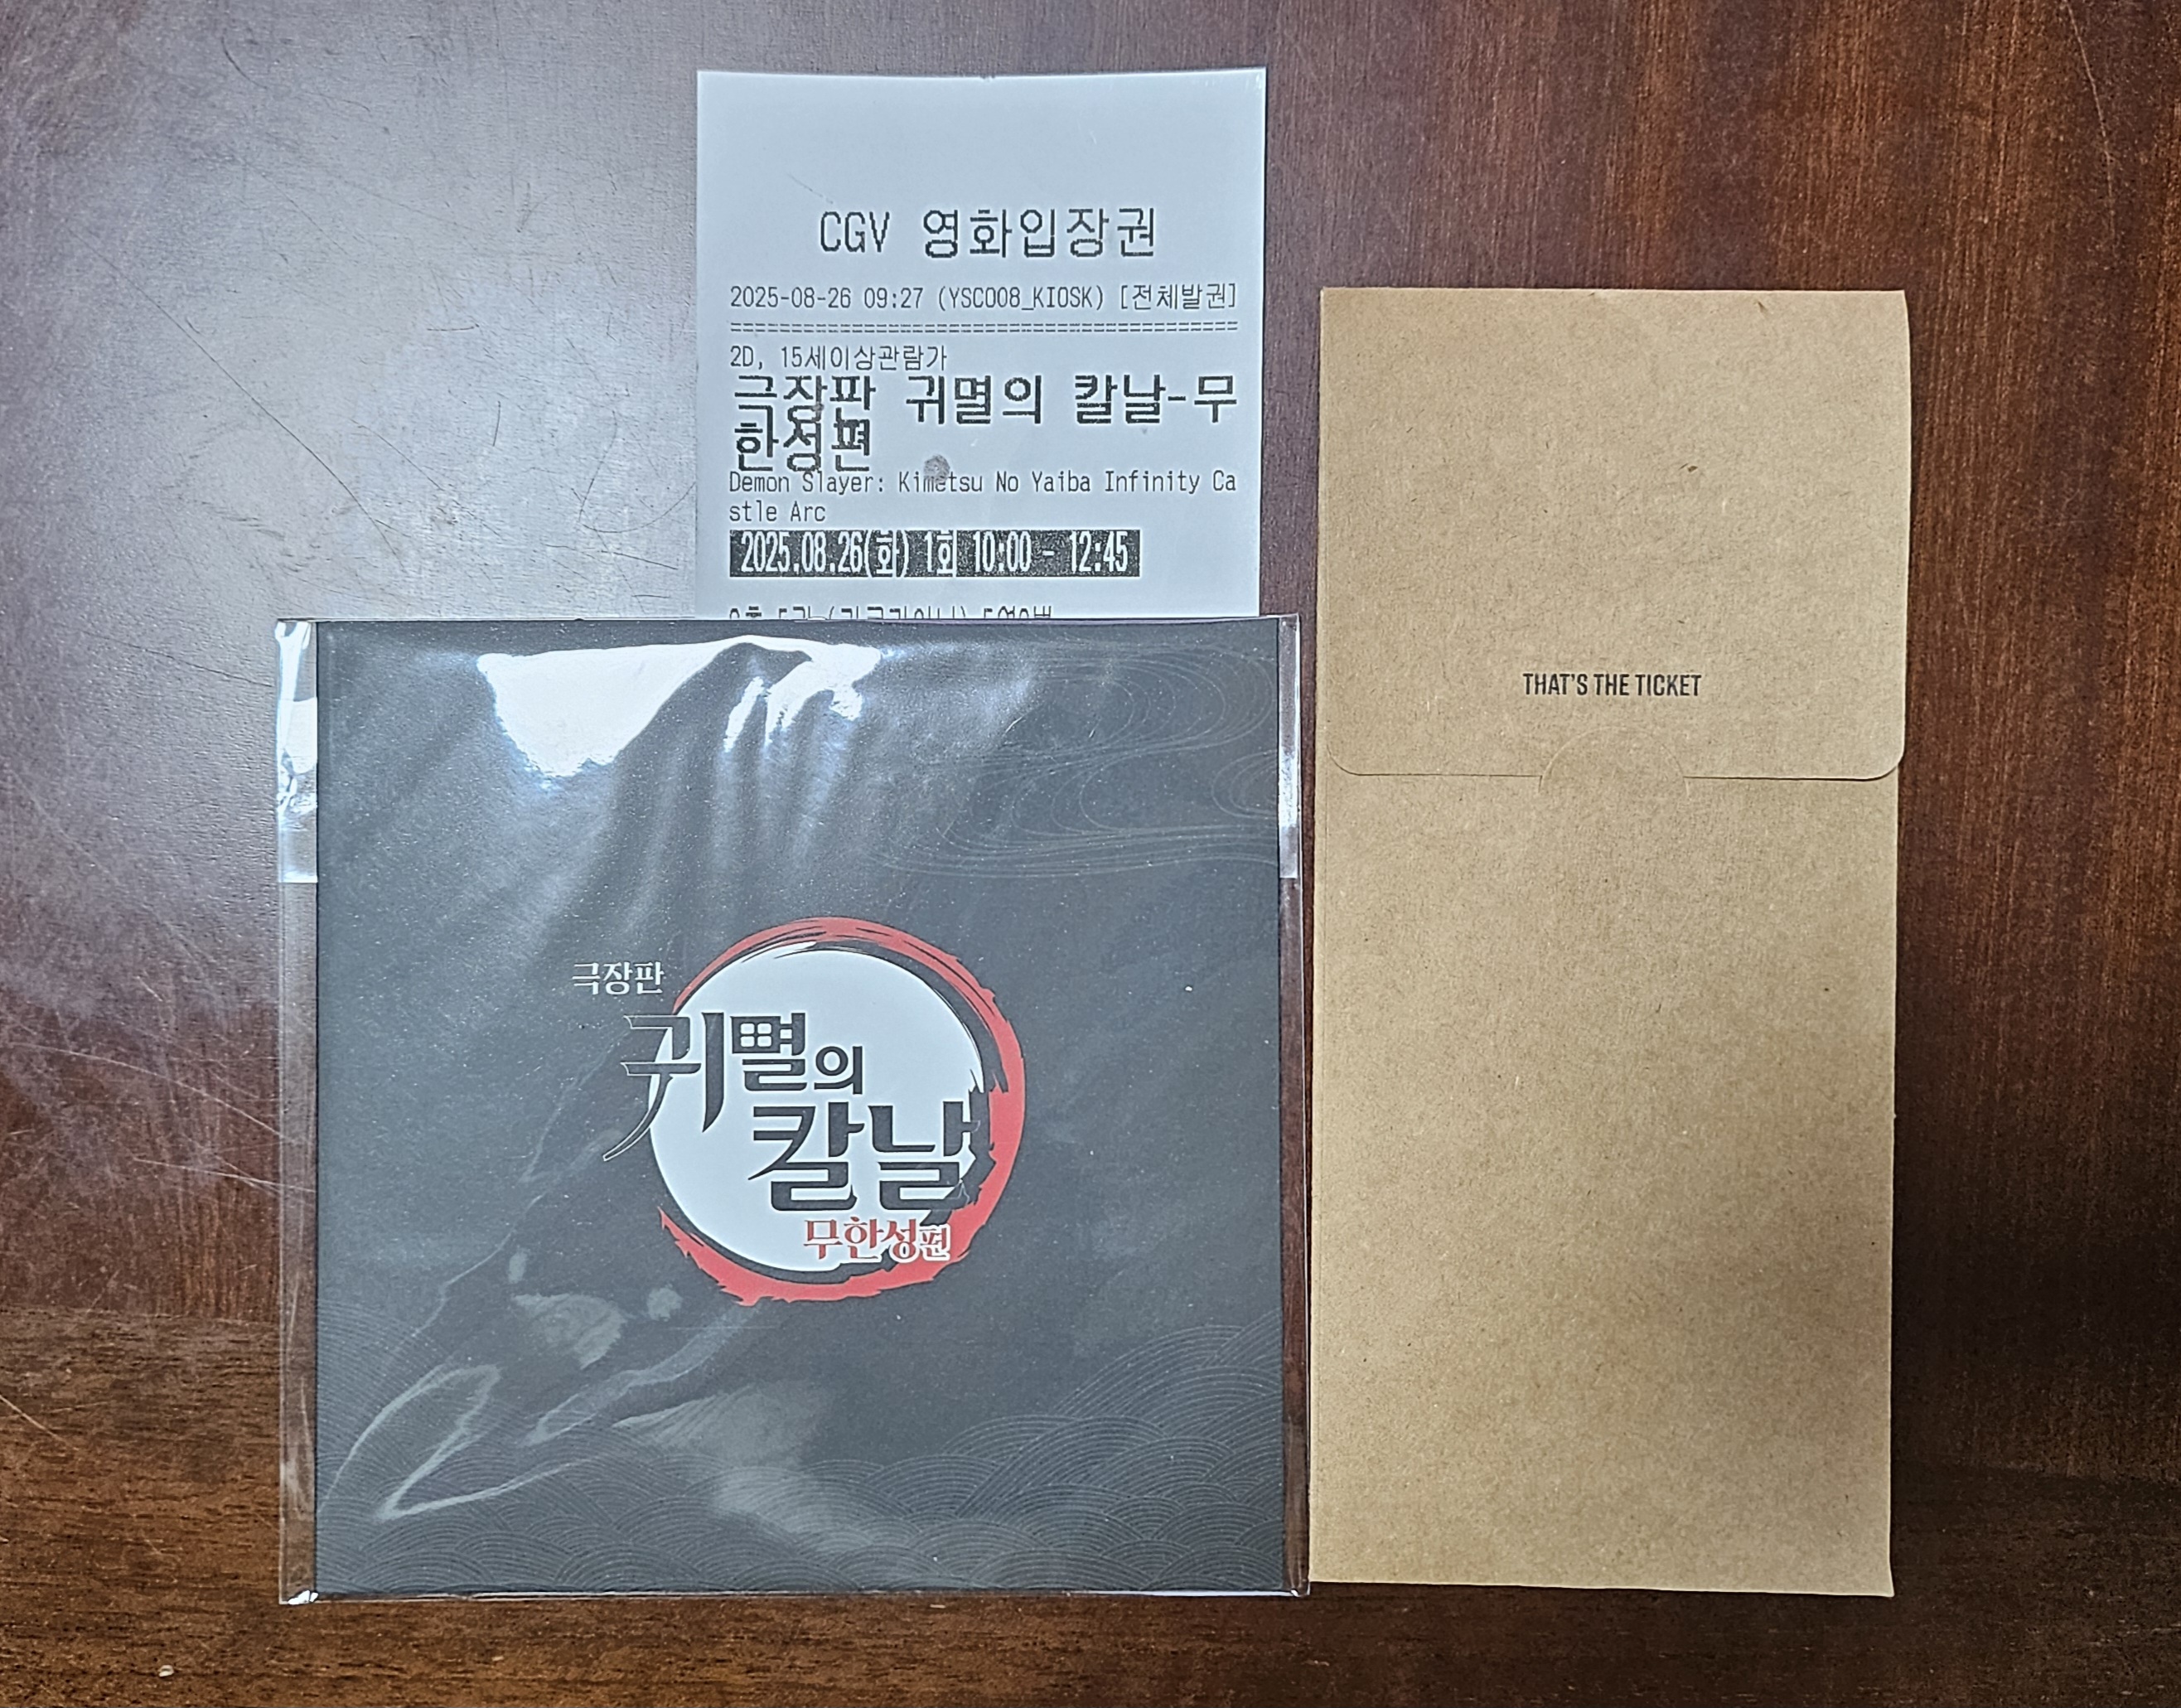 CGV 영화입장권
2025-08-26 09:27 (YSC008_KIOSK) [전체발권]
==========================================
2D, 15세이상관람가
극장판 귀멸의 칼날-무
한성편
Demon Slayer: Kimetsu No Yaiba Infinity Ca
stle Arc
2025.08.26(화) 1회 10:00 - 12:45
THAT'S THE TICKET
극장판
귀멸의
칼날
무한성편